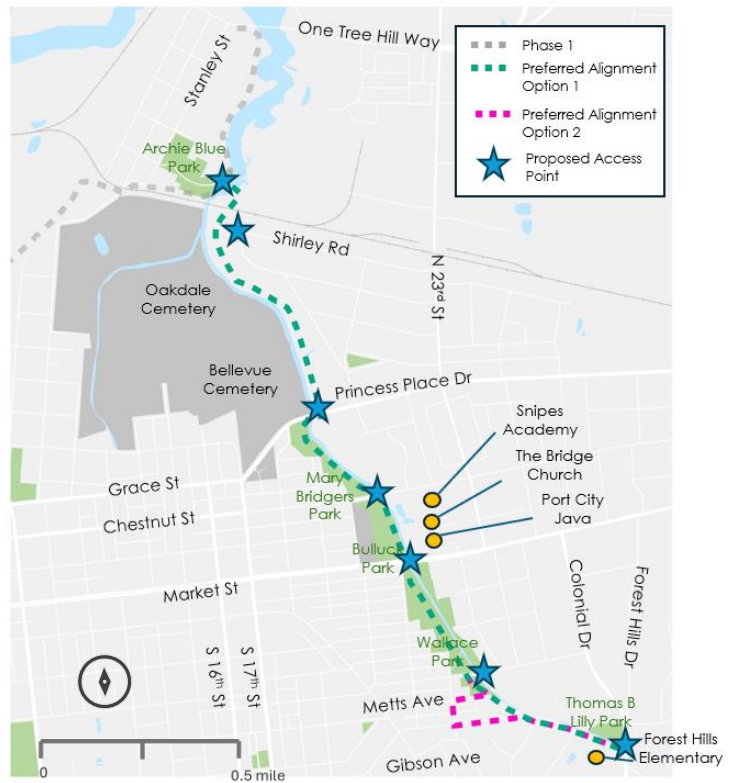 One Tree Hill Way
Stanley St
Phase 1
Preferred Alignment
Option 1
Preferred Alignment
Option 2
Proposed Access
Point
Archie Blue
Park
Shirley Rd
N 23rd St
Oakdale
Cemetery
Bellevue
Cemetery
Princess Place Dr
Snipes
Academy
The Bridge
Church
Port City
Java
Grace St
Mary
Bridgers
Park
Chestnut St
Bulluck
Park
Market St
Colonial Dr
Forest Hills Dr
Wallace
Park
S 16th St
S 17th St
Metts Ave
Thomas B
Lilly Park
Forest Hills
Elementary
Gibson Ave
0
0.5 mile